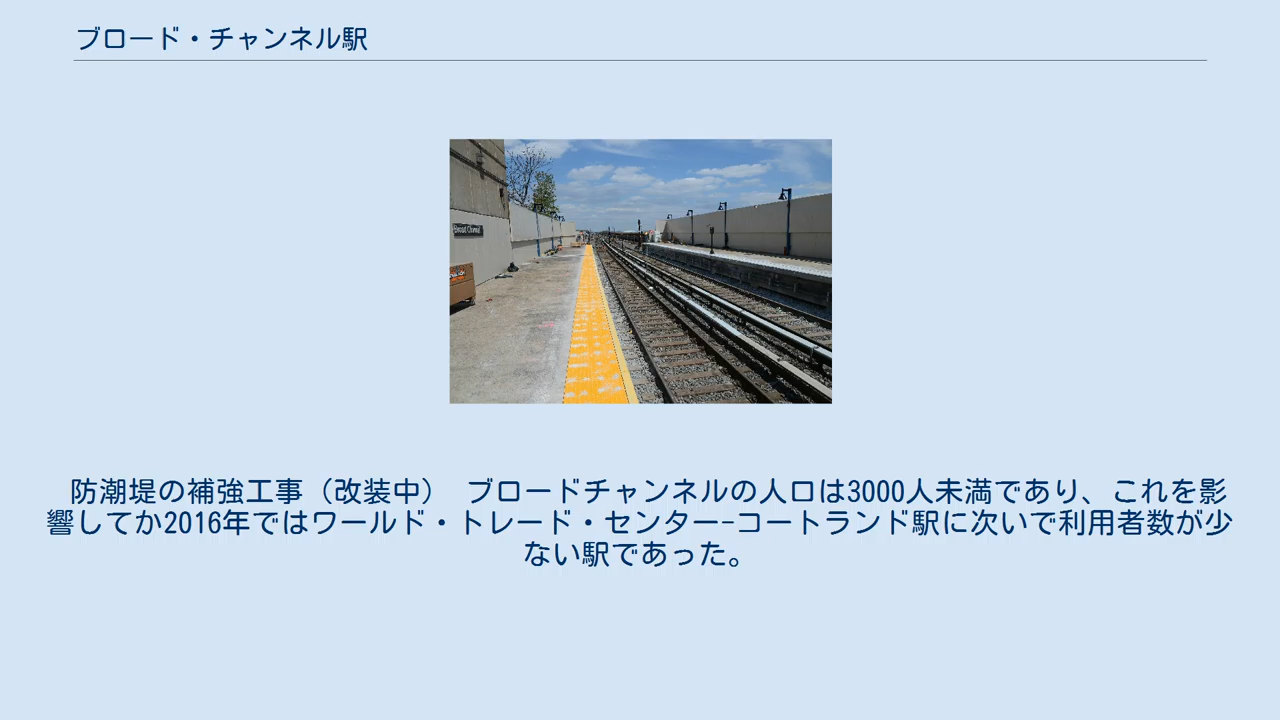 ブロード・チャンネル駅
Broad Channel
防潮堤の補強工事（改装中） ブロードチャンネルの人口は3000人未満であり、これを影
響してか2016年ではワールド・トレード・センター-コートランド駅に次いで利用者数が少
ない駅であった。